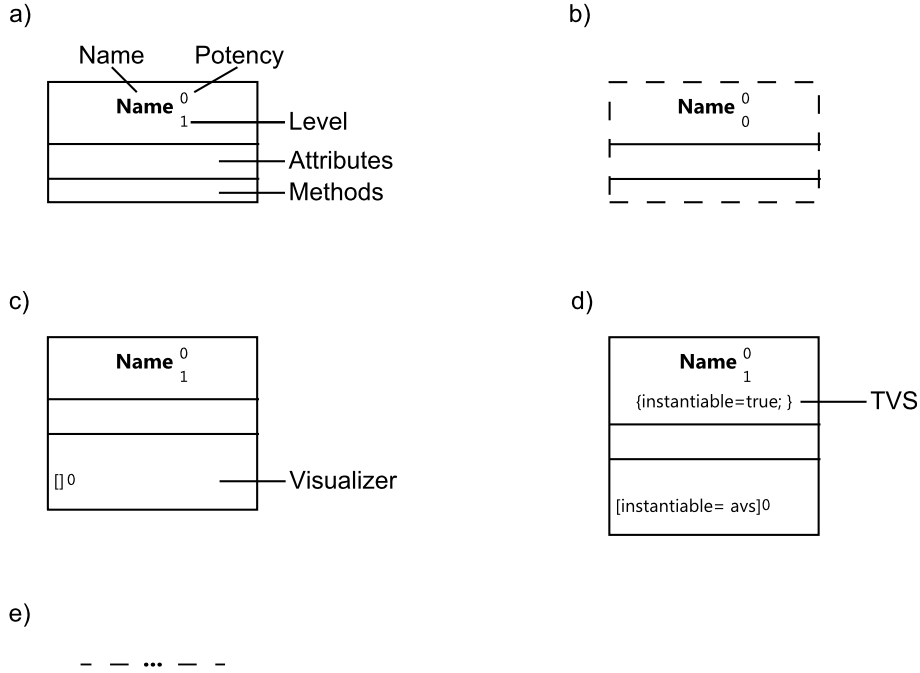 a)
b)
Name
Potency
Name 0
1
Level
Attributes
Methods
Name 0
0
c)
d)
Name 0
1
[] 0
Visualizer
Name 0
1
{instantiable=true; }
TVS
[instantiable= avs]0
e)
...